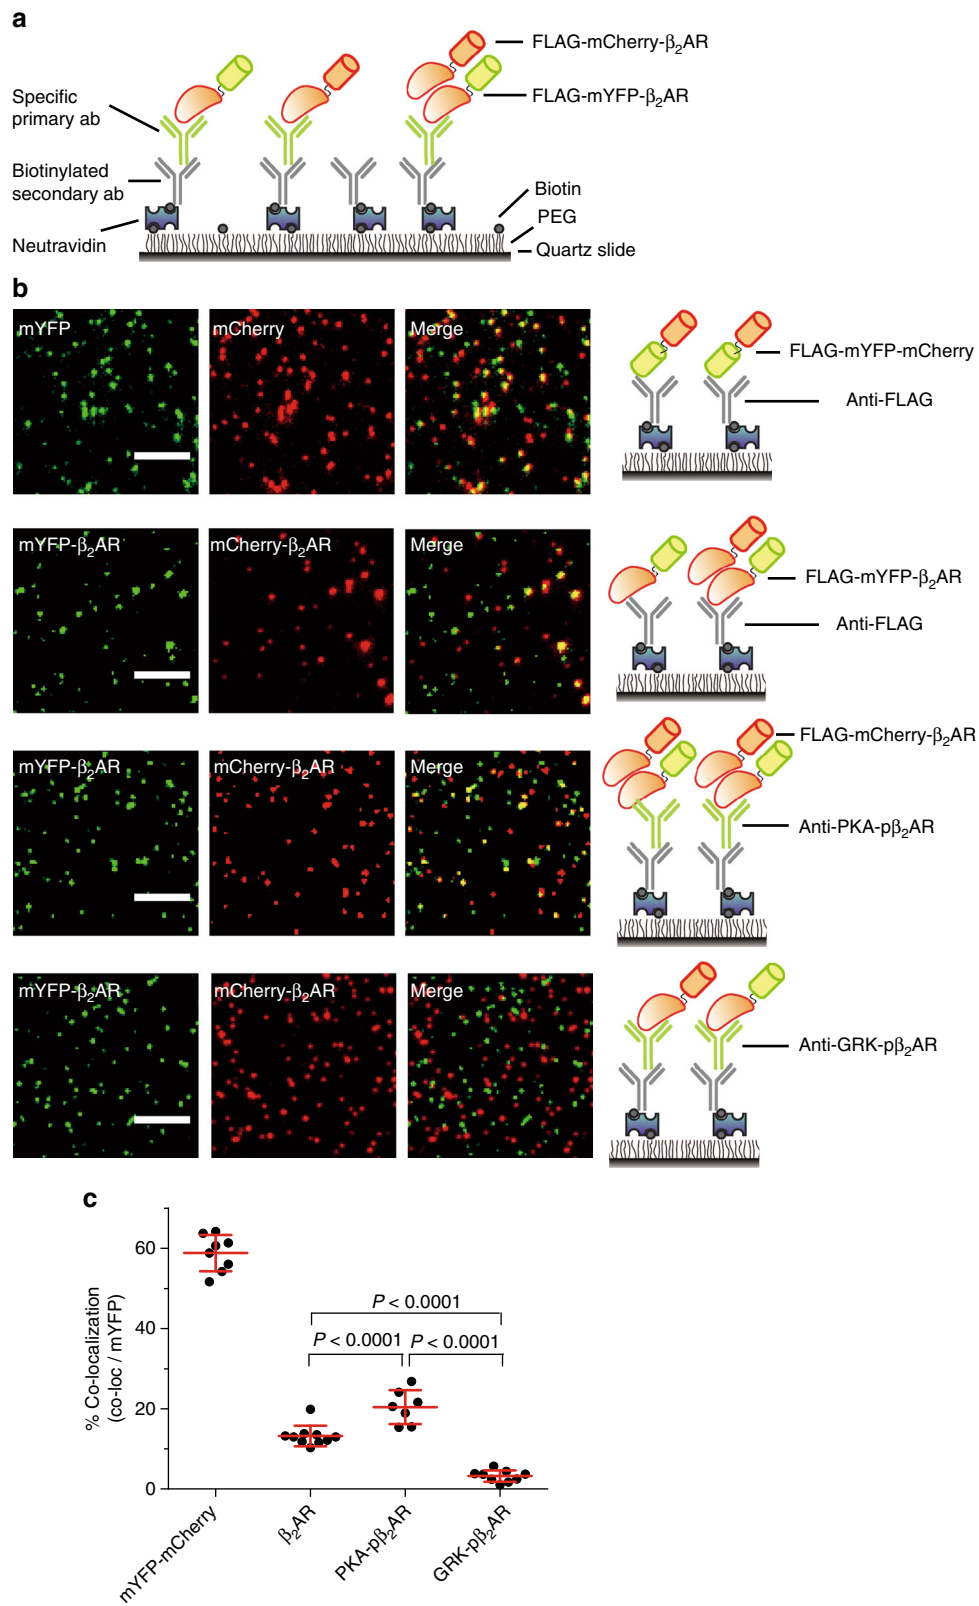 a
FLAG-mCherry-β₂AR
FLAG-mYFP-β₂AR
Specific
primary ab
Biotinylated
secondary ab
Neutravidin
Biotin
PEG
Quartz slide
b
mYFP
mCherry
Merge
FLAG-mYFP-mCherry
Anti-FLAG
mYFP-β₂AR
mCherry-β₂AR
Merge
FLAG-mYFP-β₂AR
Anti-FLAG
mYFP-β₂AR
mCherry-β₂AR
Merge
FLAG-mCherry-β₂AR
Anti-PKA-pβ₂AR
mYFP-β₂AR
mCherry-β₂AR
Merge
Anti-GRK-pβ₂AR
c
% Co-localization
(co-loc / mYFP)
60
40
20
0
P < 0.0001
P < 0.0001
P < 0.0001
mYFP-mCherry
β₂AR
PKA-pβ₂AR
GRK-pβ₂AR